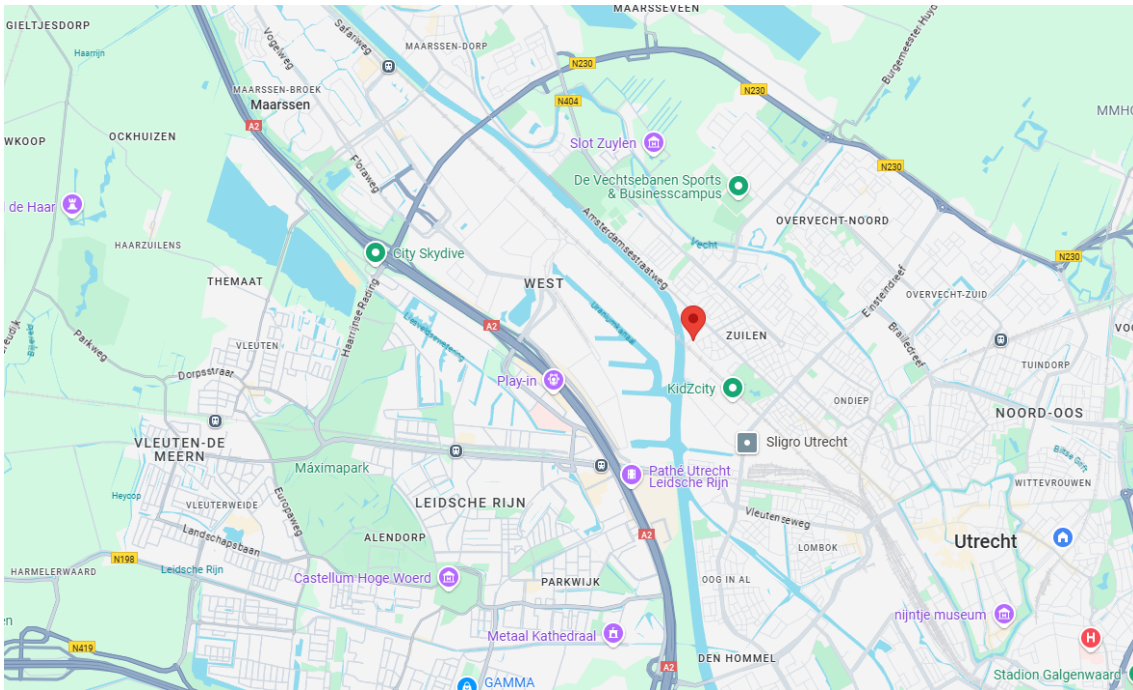 GIELTJESDORP
MAARSSEVEEN
Haarrijn
Vogelweg
Safariweg
MAARSSEN-DORP
Burgemeester Huyd
N230
MAARSSEN-BROEK
Maarssen
N404
N230
MMHO
A2
OCKHUIZEN
WKOOP
Slot Zuylen
Floraweg
N230
De Vechtsebanen Sports
& Businesscampus
l de Haar
Amsterdamsestraatweg
OVERVECHT-NOORD
HAARZUILENS
Vecht
City Skydive
N230
THEMAAT
WEST
Einsteindreef
OVERVECHT-ZUID
Haarrijnse Rading
A2
Brailledreef
VO
Parkweg
VLEUTEN
ZUILEN
TUINDORP
Dorpsstraat
Play-in
KidZcity
ONDIEP
NOORD-OOS
VLEUTEN-DE
MEERN
Sligro Utrecht
Máximapark
Pathé Utrecht
Leidsche Rijn
Biltse Grift
WITTEVROUWEN
Heycop
VLEUTERWEIDE
Europaweg
LEIDSCHE RIJN
Vleutenseweg
Landschapsbaan
ALENDORP
A2
Utrecht
LOMBOK
N198
HARMELERWAARD
Leidsche Rijn
Castellum Hoge Woerd
PARKWIJK
OOG IN AL
nijntje museum
en
Metaal Kathedraal
H
N419
DEN HOMMEL
A2
Stadion Galgenwaard
GAMMA